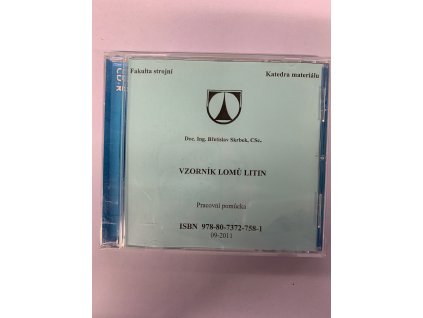 CD-R
Fakulta strojní Katedra materiálu
Doc. Ing. Břetislav Skrbek, CSc.
VZORNÍK LOMŮ LITIN
Pracovní pomůcka
ISBN 978-80-7372-758-1
09-2011